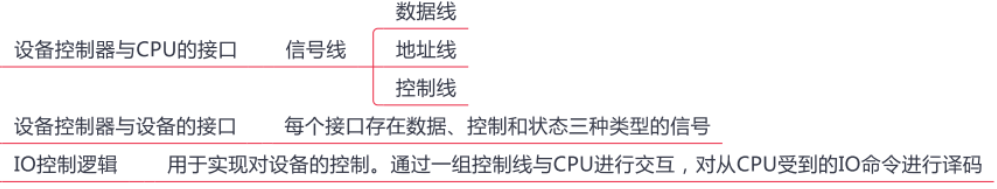 数据线
设备控制器与CPU的接口 信号线 地址线
控制线
设备控制器与设备的接口 每个接口存在数据、控制和状态三种类型的信号
IO控制逻辑 用于实现对设备的控制。通过一组控制线与CPU进行交互，对从CPU受到的IO命令进行译码